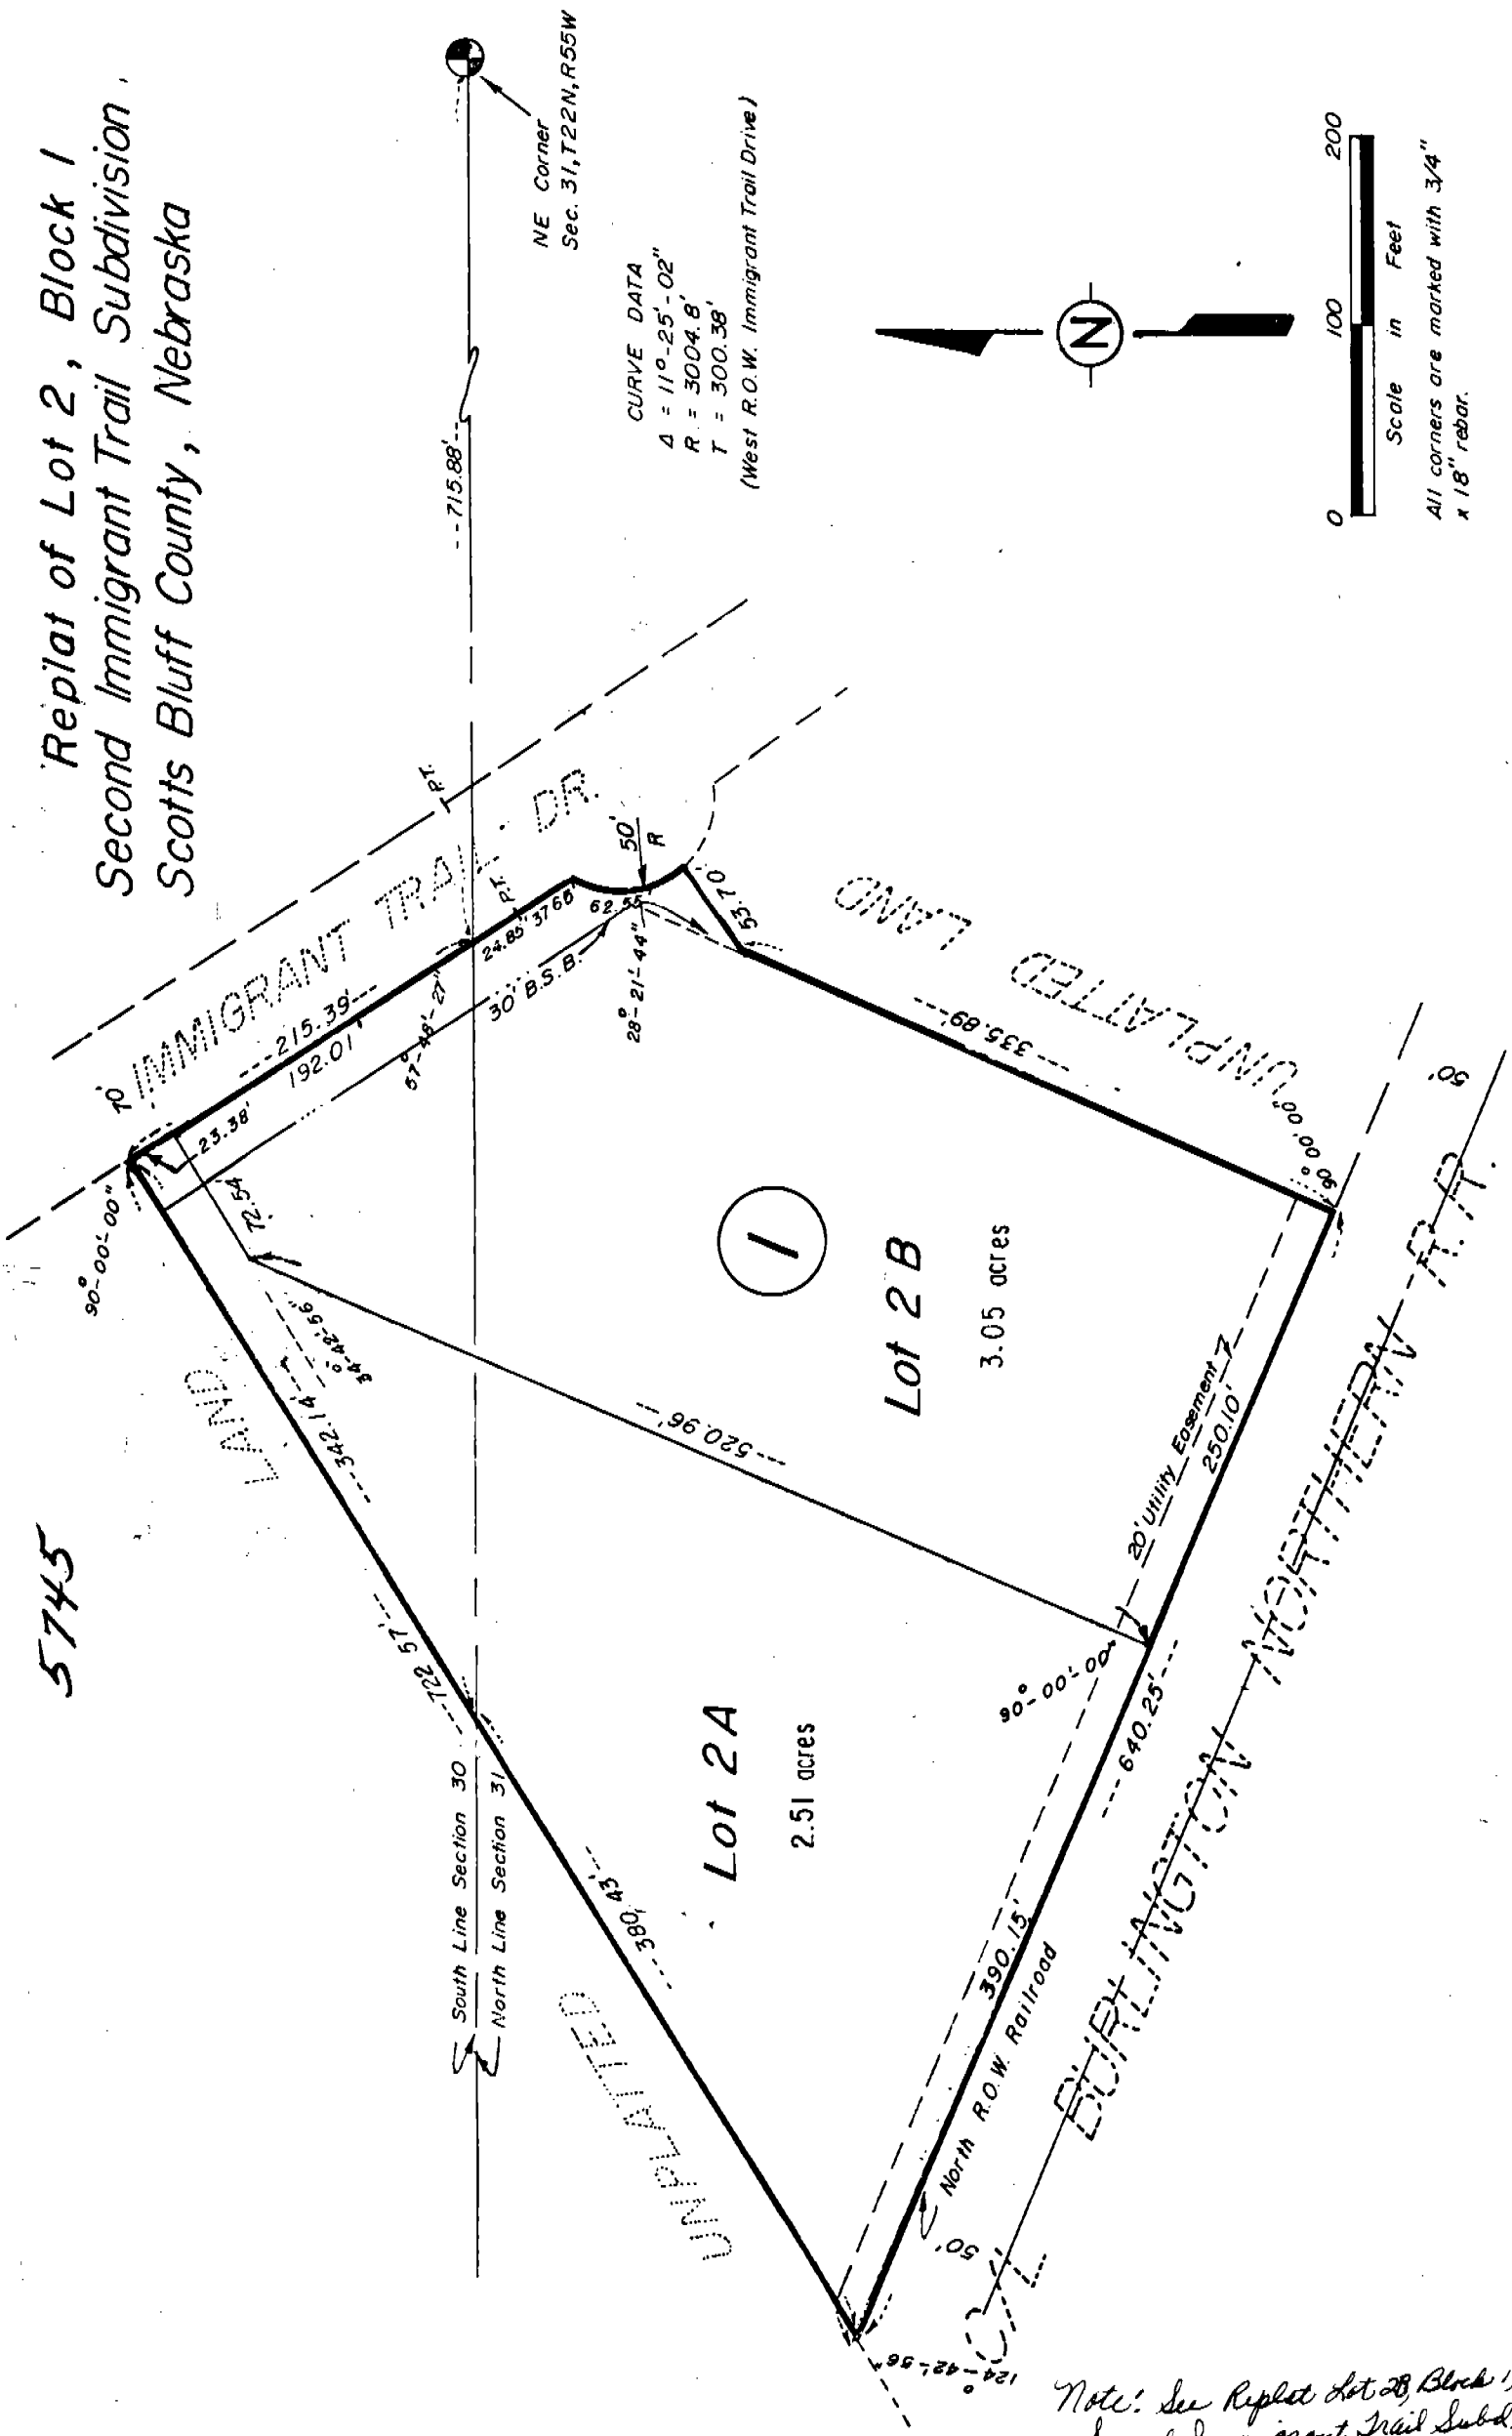 5745
Replat of Lot 2, Block 1
Second Immigrant Trail Subdivision
Scotts Bluff County, Nebraska
NE Corner
Sec. 31, T22N, R55W
715.88'
CURVE DATA
Δ = 11°-25'-02"
R = 3004.8'
T = 300.38'
(West R.O.W. Immigrant Trail Drive)
N
0 100 200
Scale in Feet
All corners are marked with 3/4"
x 18" rebar.
IMMIGRANT TRAIL DR.
P.T.
P.T.
70'
90°-00'-00"
23.38'
215.39'
192.01'
72.54'
24.85'
37.66'
62.55'
50'
R
57°-48'-27"
30' B.S.B.
28°-21'-44"
53.70
335.89'
UNPLATTED LAND
90°00'00"
50'
UNPLATTED LAND
342.14'
34°-42'-56"
722.57'
380.43'
520.96'
South Line Section 30
North Line Section 31
1
Lot 2A
2.51 acres
Lot 2B
3.05 acres
20' Utility Easement
250.10'
90°-00'-00"
640.25'
390.15'
North R.O.W. Railroad
50'
C/L BURLINGTON NORTHERN R.R.
124°-42'-56"
Note: See Replat Lot 2B, Block 1,
Trail Subd